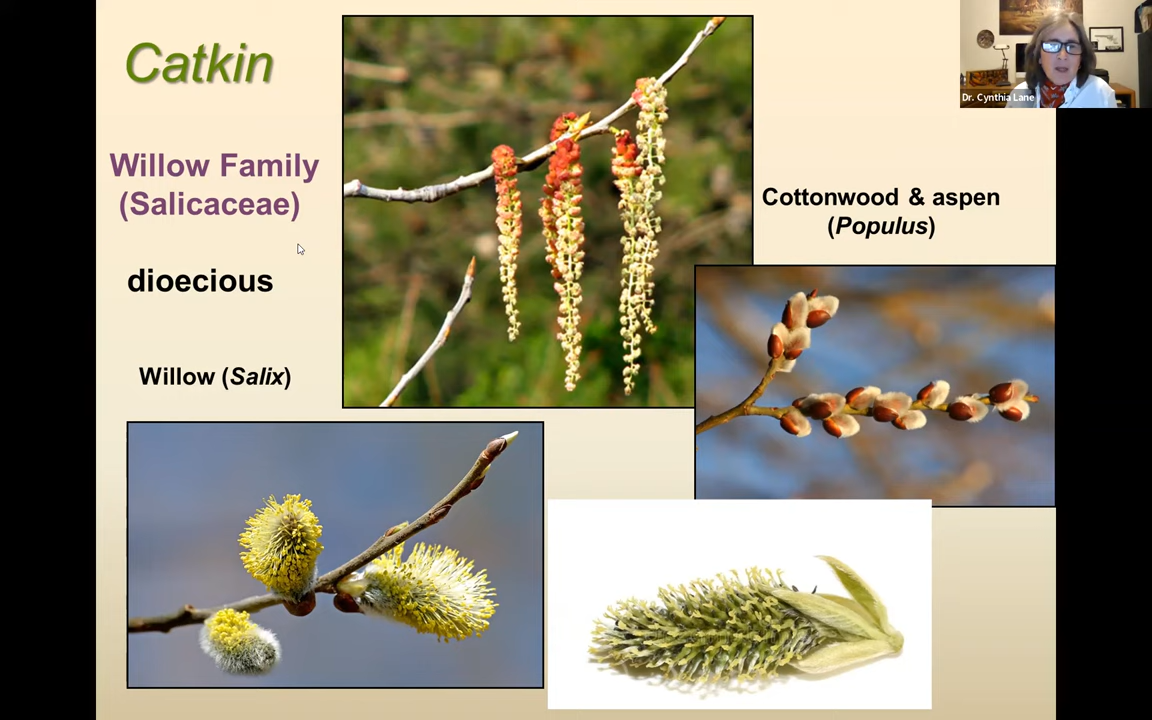 Catkin
Willow Family
(Salicaceae)
dioecious
Willow (Salix)
Cottonwood & aspen
(Populus)
Dr. Cynthia Lane